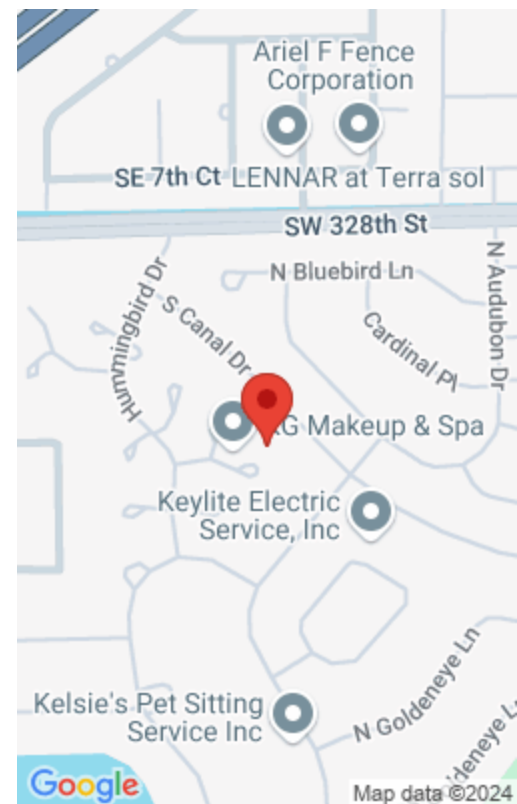 Ariel F Fence
Corporation
SE 7th Ct
LENNAR at Terra sol
SW 328th St
N Bluebird Ln
N Audubon Dr
Hummingbird Dr
S Canal Dr
Cardinal Pl
G Makeup & Spa
Keylite Electric
Service, Inc
Kelsie's Pet Sitting
Service Inc
N Goldeneye Ln
deneye L
Google
Map data ©2024